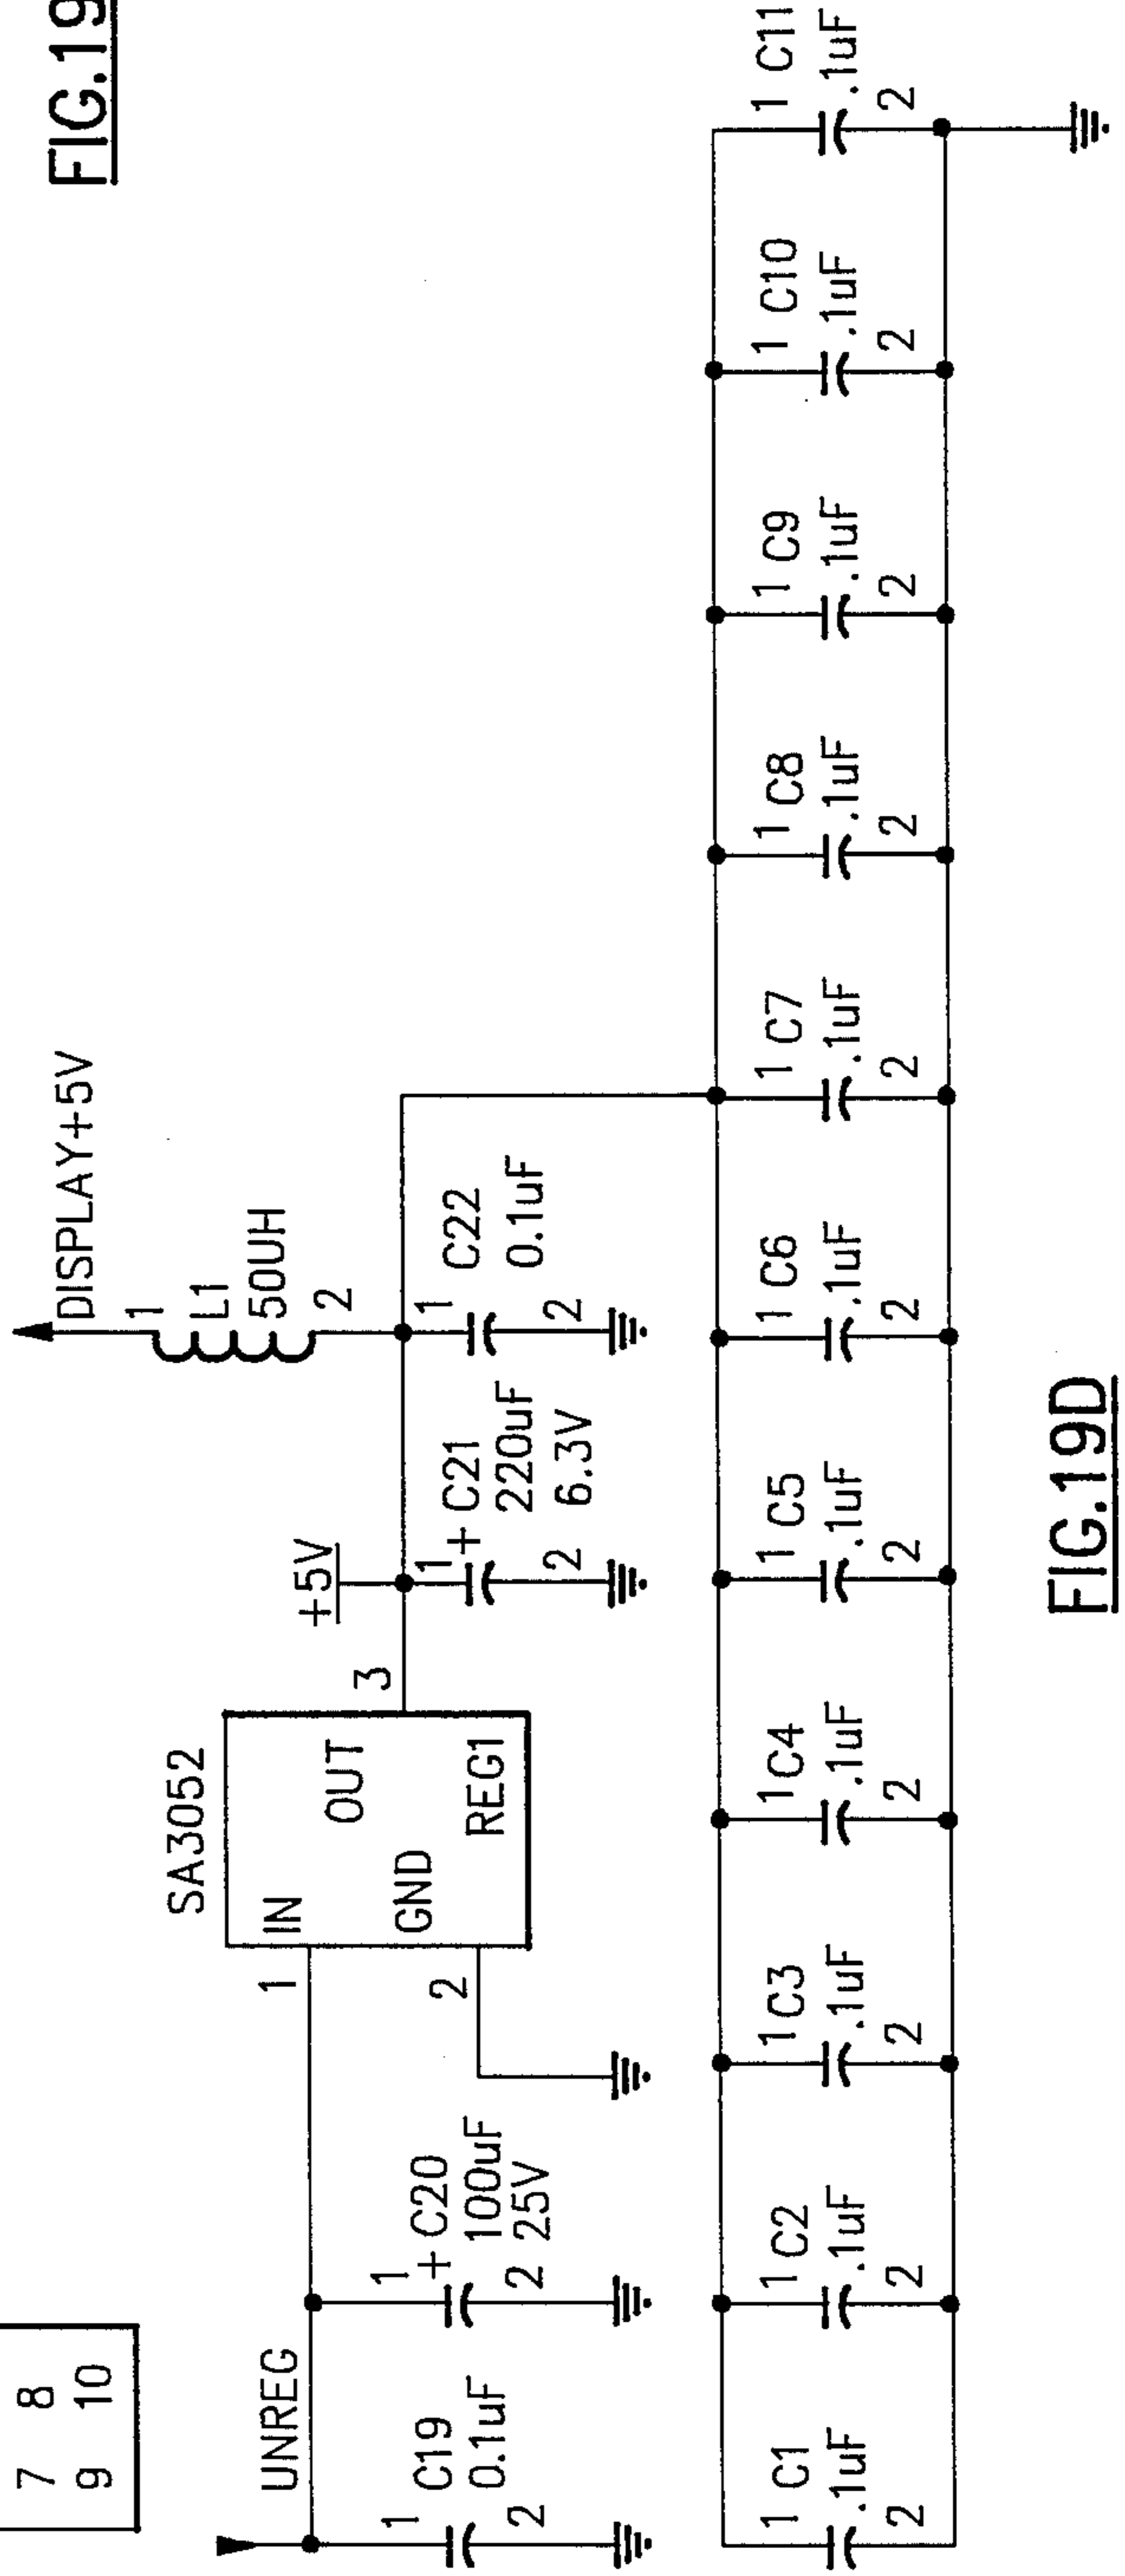 FIG.19
7 8
9 10
DISPLAY+5V
1
L1
50UH
2
SA3052
IN
OUT
GND
REG1
1
2
3
+5V
UNREG
1
C19
0.1uF
2
1
+ C20
100uF
25V
2
1
+ C21
220uF
6.3V
2
1
C22
0.1uF
2
1 C1
.1uF
2
1 C2
.1uF
2
1 C3
.1uF
2
1 C4
.1uF
2
1 C5
.1uF
2
1 C6
.1uF
2
1 C7
.1uF
2
1 C8
.1uF
2
1 C9
.1uF
2
1 C10
.1uF
2
1 C11
.1uF
2
FIG.19D